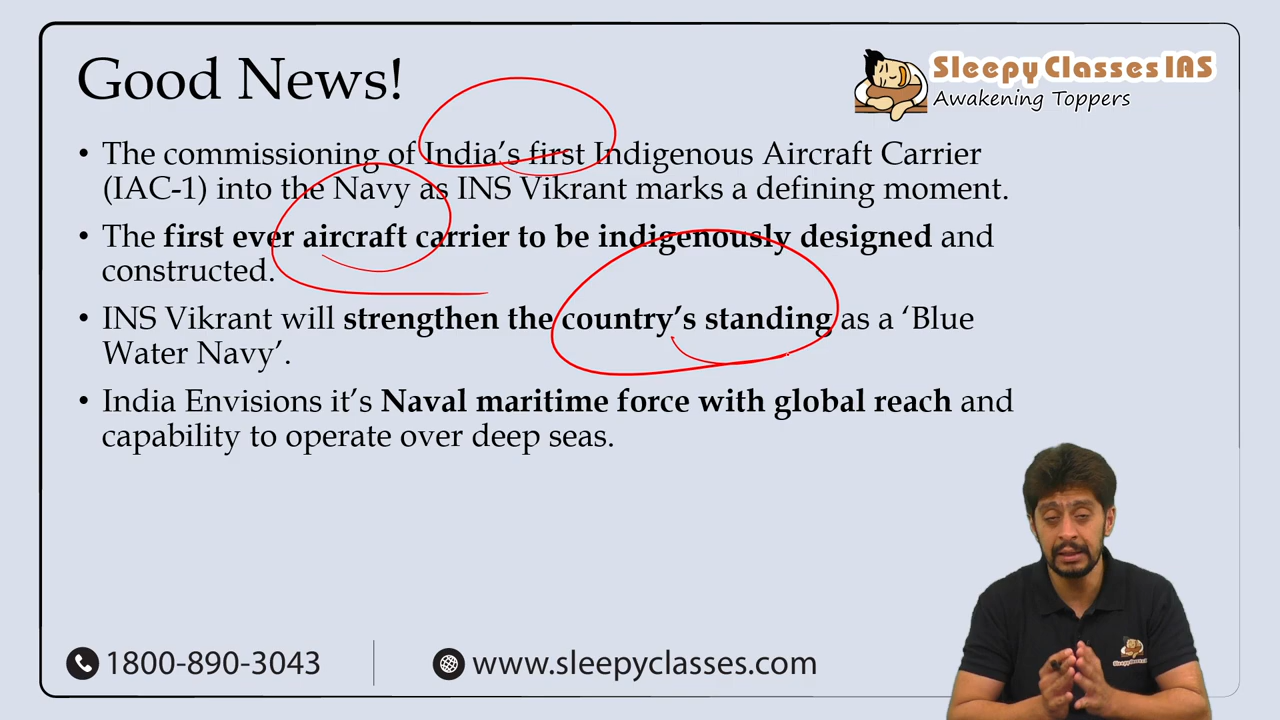 Good News!
SleepyClasses IAS
Awakening Toppers
• The commissioning of India's first Indigenous Aircraft Carrier
(IAC-1) into the Navy as INS Vikrant marks a defining moment.
• The first ever aircraft carrier to be indigenously designed and
constructed.
• INS Vikrant will strengthen the country's standing as a ‘Blue
Water Navy’.
• India Envisions it's Naval maritime force with global reach and
capability to operate over deep seas.
1800-890-3043
www.sleepyclasses.com